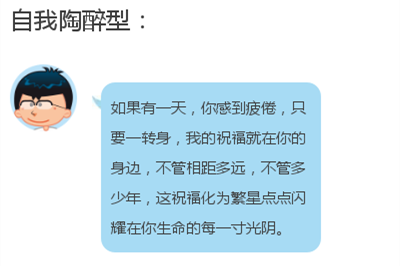 自我陶醉型：
如果有一天，你感到疲倦，只
要一转身，我的祝福就在你的
身边，不管相距多远，不管多
少年，这祝福化为繁星点点闪
耀在你生命的每一寸光阴。